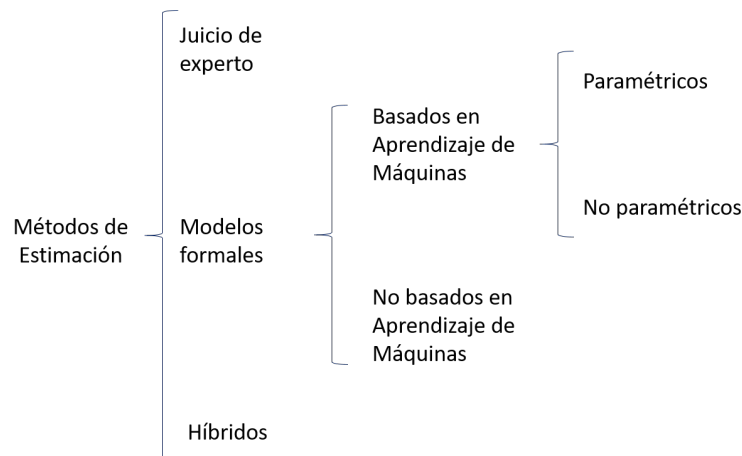 Métodos de
Estimación
Juicio de
experto
Modelos
formales
Híbridos
Basados en
Aprendizaje de
Máquinas
No basados en
Aprendizaje de
Máquinas
Paramétricos
No paramétricos